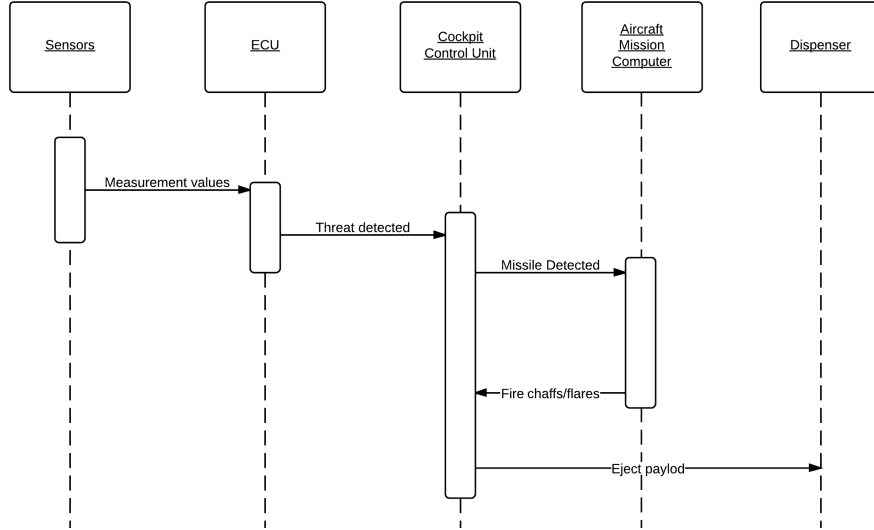 Sensors
ECU
Cockpit
Control Unit
Aircraft
Mission
Computer
Dispenser
Measurement values
Threat detected
Missile Detected
Fire chaffs/flares
Eject paylod